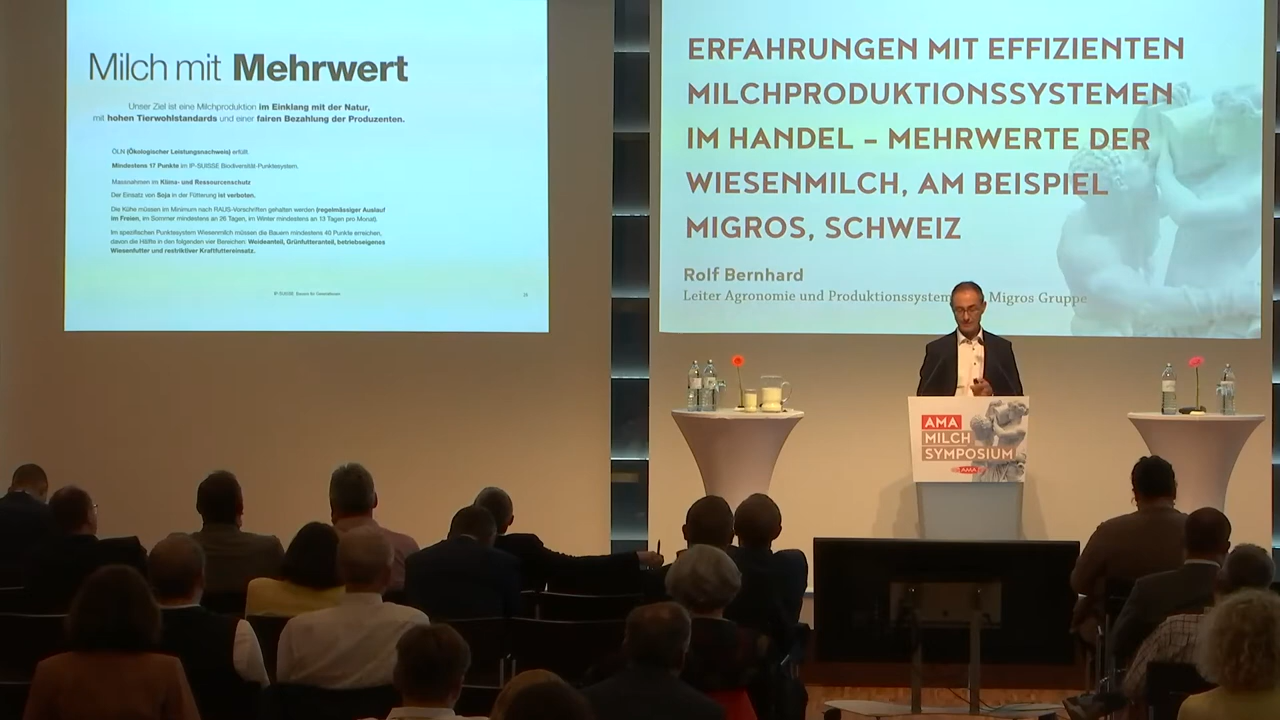 Milch mit Mehrwert
Unser Ziel ist eine Milchproduktion im Einklang mit der Natur,
mit hohen Tierwohlstandards und einer fairen Bezahlung der Produzenten.
ÖLN (Ökologischer Leistungsnachweis) erfüllt.
Mindestens 17 Punkte im IP-SUISSE Biodiversität-Punktesystem.
Massnahmen im Klima- und Ressourcenschutz
Der Einsatz von Soja in der Fütterung ist verboten.
Die Kühe müssen im Minimum nach RAUS-Vorschriften gehalten werden (regelmässiger Auslauf
im Freien, im Sommer mindestens an 26 Tagen, im Winter mindestens an 13 Tagen pro Monat).
Im spezifischen Punktesystem Wiesenmilch müssen die Bauern mindestens 40 Punkte erreichen,
davon die Hälfte in den folgenden vier Bereichen: Weideanteil, Grünfutteranteil, betriebseigenes
Wiesenfutter und restriktiver Kraftfuttereinsatz.
IP-SUISSE
ERFAHRUNGEN MIT EFFIZIENTEN
MILCHPRODUKTIONSSYSTEMEN
IM HANDEL – MEHRWERTE DER
WIESENMILCH, AM BEISPIEL
MIGROS, SCHWEIZ
Rolf Bernhard
Leiter Agronomie und Produktionssystem Migros Gruppe
AMA
MILCH
SYMPOSIUM
AMA